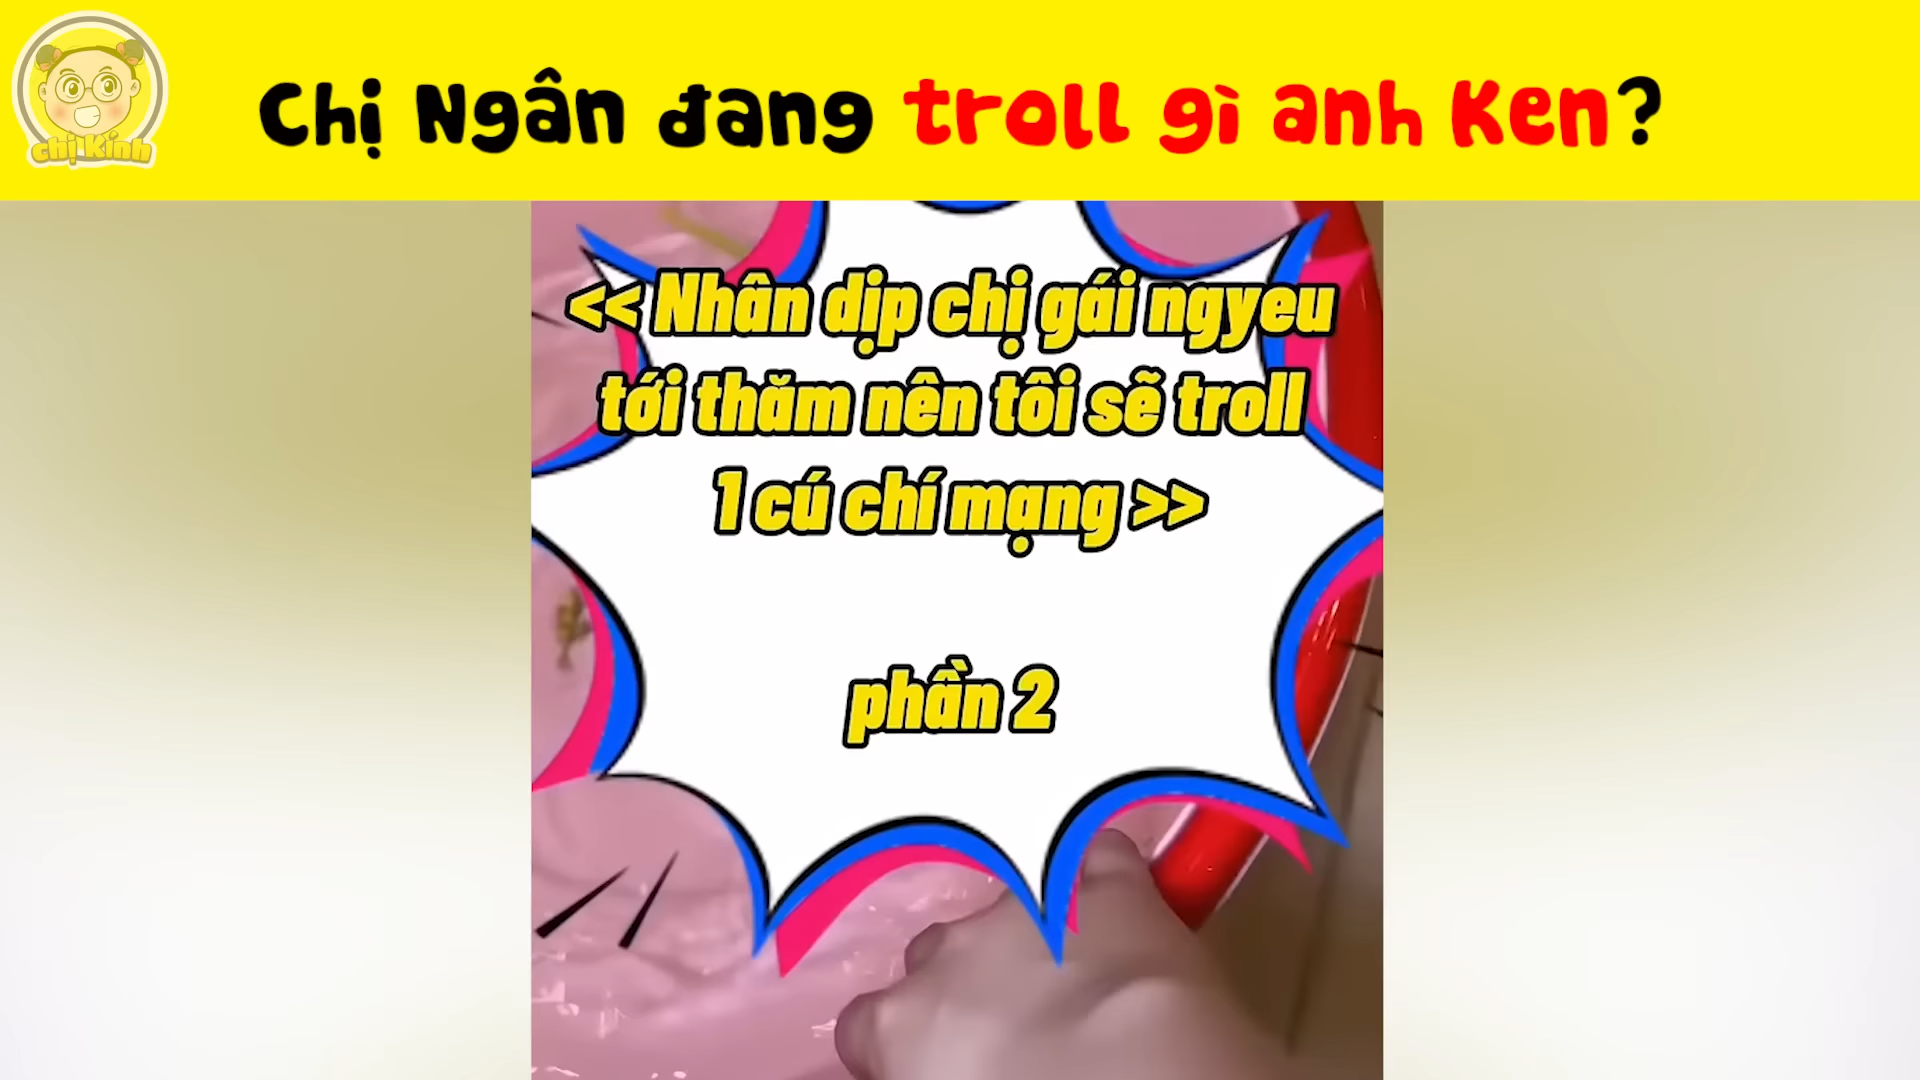 chị Kính
Chị Ngân đang troll gì anh Ken?
<< Nhân dịp chị gái ngyeu
tới thăm nên tôi sẽ troll
1 cú chí mạng >>
phần 2